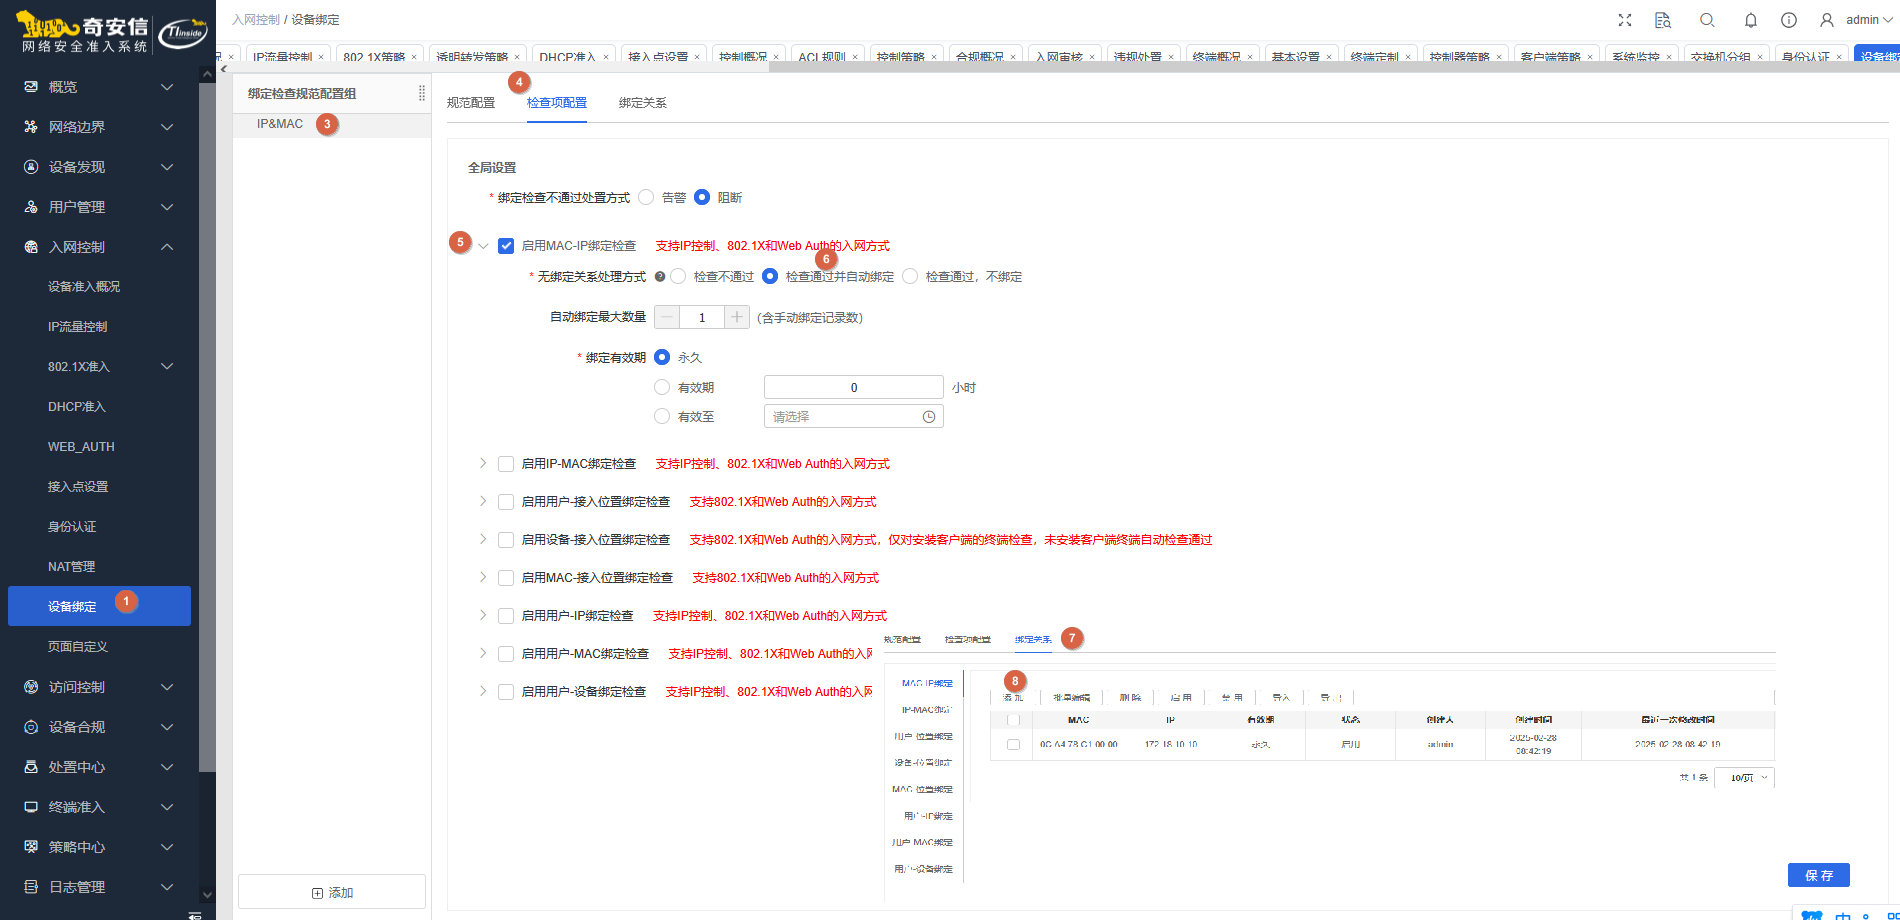 奇安信
网络安全准入系统
TInside
入网控制 / 设备绑定
admin
况 ×
IP流量控制 ×
802.1X策略 ×
透明转发策略 ×
DHCP准入 ×
接入点设置 ×
控制概况 ×
ACL规则 ×
控制策略 ×
合规概况 ×
入网审核 ×
违规处置 ×
终端概况 ×
基本设置 ×
终端定制 ×
控制器策略 ×
客户端策略 ×
系统监控 ×
交换机分组 ×
身份认证 ×
设备绑
概览
网络边界
设备发现
用户管理
入网控制
设备准入概况
IP流量控制
802.1X准入
DHCP准入
WEB_AUTH
接入点设置
身份认证
NAT管理
设备绑定 1
页面自定义
访问控制
设备合规
处置中心
终端准入
策略中心
日志管理
绑定检查规范配置组
IP&MAC 3
添加
4
规范配置 检查项配置 绑定关系
全局设置
* 绑定检查不通过处置方式 告警 阻断
5 启用MAC-IP绑定检查 支持IP控制、802.1X和Web Auth的入网方式
6
* 无绑定关系处理方式 ? 检查不通过 检查通过并自动绑定 检查通过，不绑定
自动绑定最大数量 − 1 + (含手动绑定记录数)
* 绑定有效期 永久
有效期 0 小时
有效至 请选择
启用IP-MAC绑定检查 支持IP控制、802.1X和Web Auth的入网方式
启用用户-接入位置绑定检查 支持802.1X和Web Auth的入网方式
启用设备-接入位置绑定检查 支持802.1X和Web Auth的入网方式，仅对安装客户端的终端检查，未安装客户端终端自动检查通过
启用MAC-接入位置绑定检查 支持802.1X和Web Auth的入网方式
启用用户-IP绑定检查 支持IP控制、802.1X和Web Auth的入网方式
启用用户-MAC绑定检查 支持IP控制、802.1X和Web Auth的入网
启用用户-设备绑定检查 支持IP控制、802.1X和Web Auth的入网
规范配置 检查项配置 绑定关系 7
MAC-IP绑定
IP-MAC绑定
用户-位置绑定
设备-位置绑定
MAC-位置绑定
用户-IP绑定
用户-MAC绑定
用户-设备绑定
8
添加 批量编辑 删除 启用 禁用 导入 导出
MAC IP 有效期 状态 创建人 创建时间 最近一次修改时间
0C-A4-78-C1-00-00 172.18.10.10 永久 启用 admin 2025-02-28 08:42:19 2025-02-28 08:42:19
共 1 条 10/页
保存
中